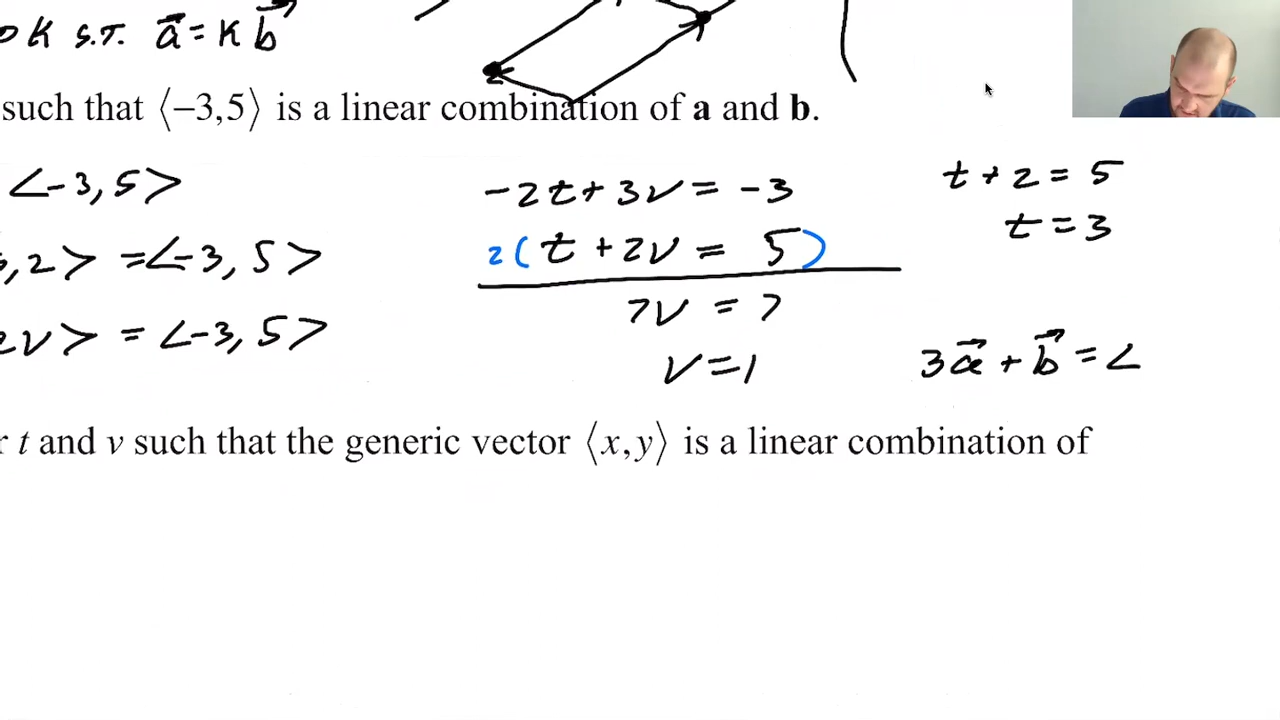 K s.t. a⃗ = K b⃗
such that ⟨−3,5⟩ is a linear combination of a and b.
<-3, 5>
, 2> = <-3, 5>
v> = <-3, 5>
-2t + 3v = -3
2( t + 2v = 5 )
7v = 7
v = 1
t + 2 = 5
t = 3
3a⃗ + b⃗ = <
t and v such that the generic vector ⟨x, y⟩ is a linear combination of